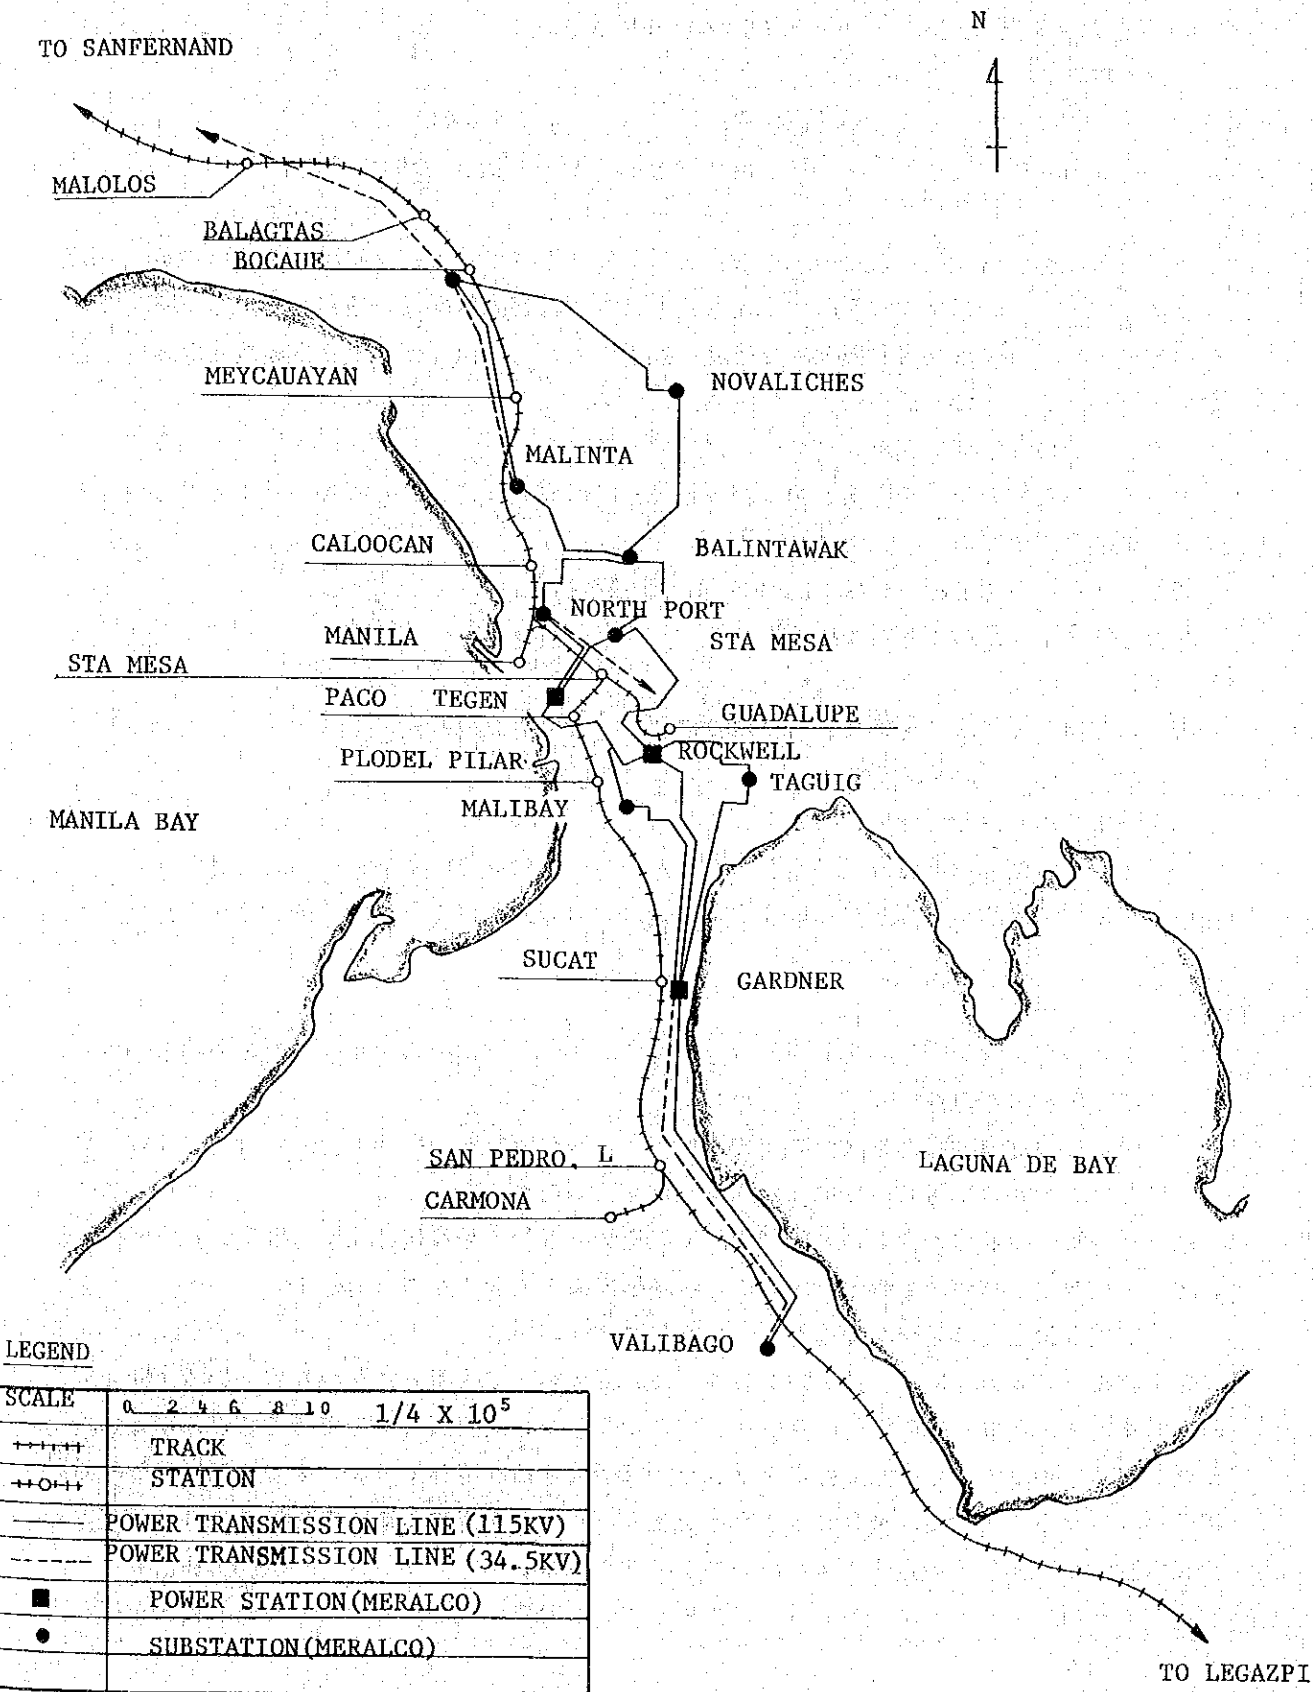 N
TO SANFERNAND
MALOLOS
BALAGTAS
BOCAUE
MEYCAUAYAN
NOVALICHES
MALINTA
CALOOCAN
BALINTAWAK
NORTH PORT
MANILA
STA MESA
STA MESA
PACO TEGEN
GUADALUPE
PLODEL PILAR
ROCKWELL
TAGUIG
MALIBAY
MANILA BAY
SUCAT
GARDNER
SAN PEDRO, L
LAGUNA DE BAY
CARMONA
VALIBAGO
LEGEND
SCALE 0 2 4 6 8 10 1/4 X 10⁵
TRACK
STATION
POWER TRANSMISSION LINE (115KV)
POWER TRANSMISSION LINE (34.5KV)
POWER STATION(MERALCO)
SUBSTATION(MERALCO)
TO LEGAZPI